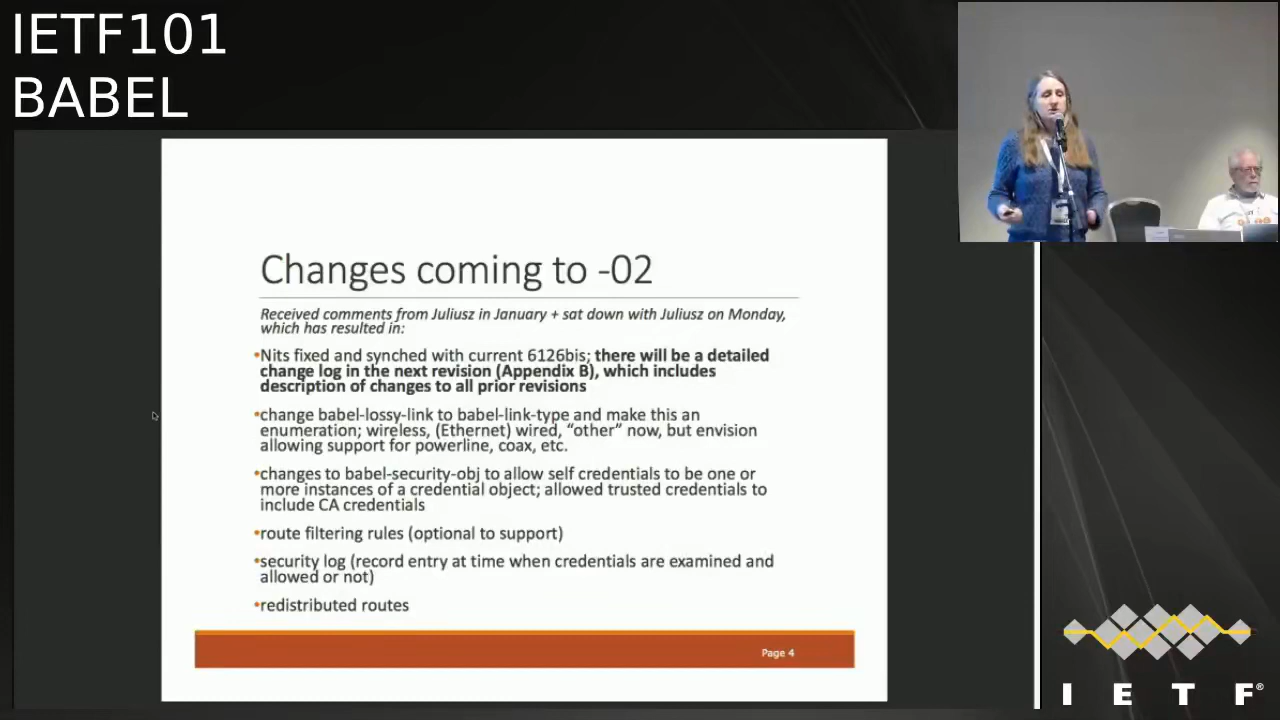 IETF101
BABEL
Changes coming to -02
Received comments from Juliusz in January + sat down with Juliusz on Monday,
which has resulted in:
•Nits fixed and synched with current 6126bis; there will be a detailed
change log in the next revision (Appendix B), which includes
description of changes to all prior revisions
•change babel-lossy-link to babel-link-type and make this an
enumeration; wireless, (Ethernet) wired, “other” now, but envision
allowing support for powerline, coax, etc.
•changes to babel-security-obj to allow self credentials to be one or
more instances of a credential object; allowed trusted credentials to
include CA credentials
•route filtering rules (optional to support)
•security log (record entry at time when credentials are examined and
allowed or not)
•redistributed routes
Page 4
I E T F®